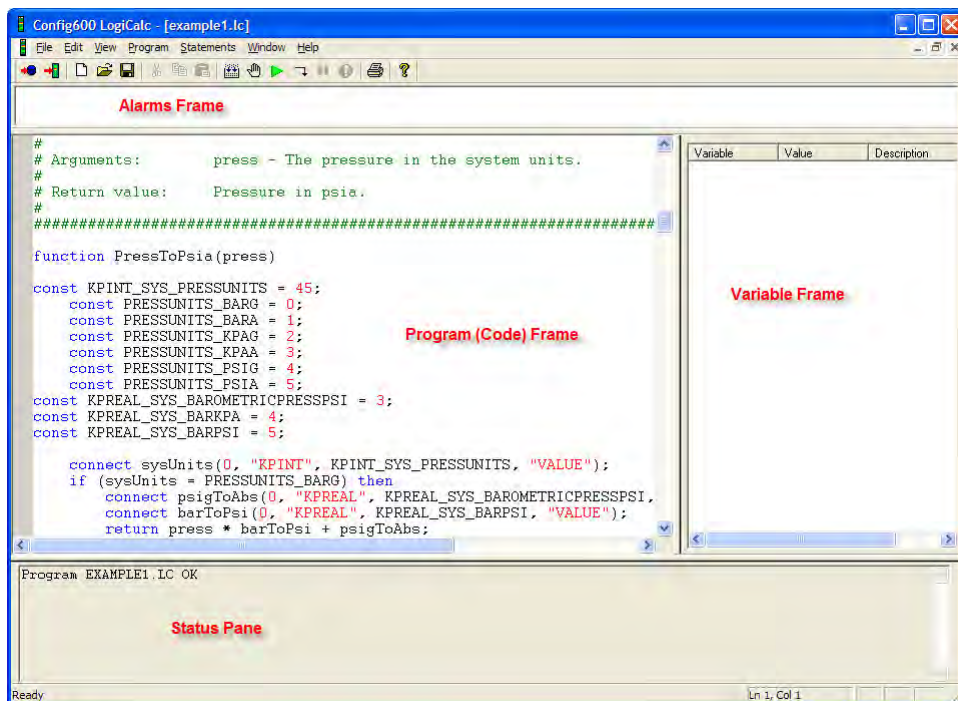 Config600 LogiCalc - [example1.lc]
File Edit View Program Statements Window Help
Alarms Frame
#
# Arguments: press - The pressure in the system units.
#
# Return value: Pressure in psia.
#
#####################################################################
function PressToPsia(press)
const KPINT_SYS_PRESSUNITS = 45;
const PRESSUNITS_BARG = 0;
const PRESSUNITS_BARA = 1;
const PRESSUNITS_KPAG = 2;
const PRESSUNITS_KPAA = 3;
const PRESSUNITS_PSIG = 4;
const PRESSUNITS_PSIA = 5;
const KPREAL_SYS_BAROMETRICPRESSPSI = 3;
const KPREAL_SYS_BARKPA = 4;
const KPREAL_SYS_BARPSI = 5;
connect sysUnits(0, "KPINT", KPINT_SYS_PRESSUNITS, "VALUE");
if (sysUnits = PRESSUNITS_BARG) then
connect psigToAbs(0, "KPREAL", KPREAL_SYS_BAROMETRICPRESSPSI,
connect barToPsi(0, "KPREAL", KPREAL_SYS_BARPSI, "VALUE");
return press * barToPsi + psigToAbs;
Program (Code) Frame
Variable Value Description
Variable Frame
Program EXAMPLE1.LC OK
Status Pane
Ready Ln 1, Col 1